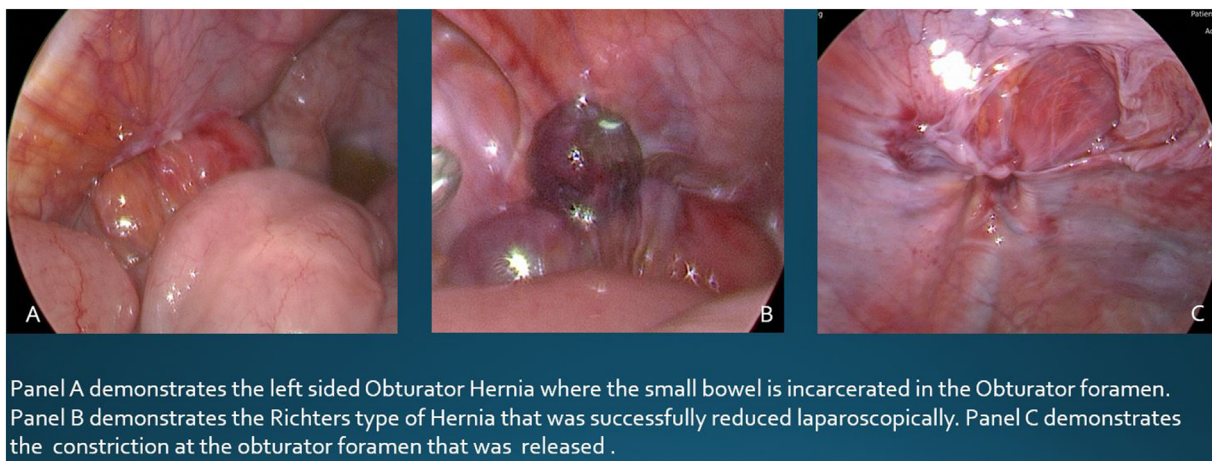 g
Patien
Ac
A
B
C
Panel A demonstrates the left sided Obturator Hernia where the small bowel is incarcerated in the Obturator foramen.
Panel B demonstrates the Richters type of Hernia that was successfully reduced laparoscopically. Panel C demonstrates
the constriction at the obturator foramen that was released .